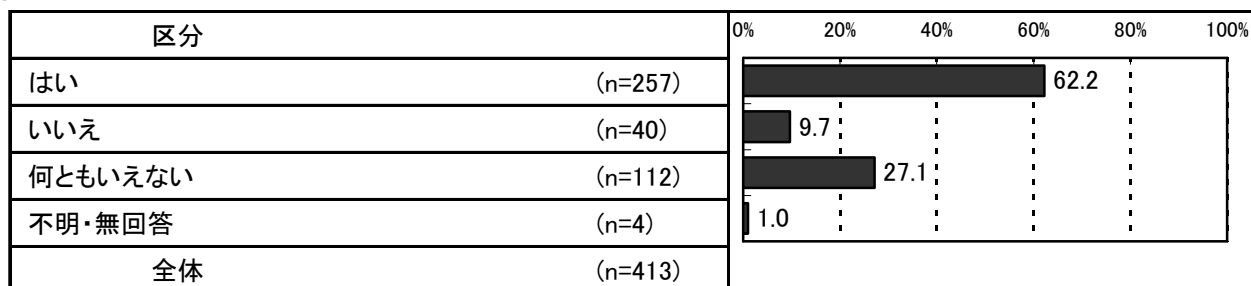 区分 0% 20% 40% 60% 80% 100%
はい (n=257) 62.2
いいえ (n=40) 9.7
何ともいえない (n=112) 27.1
不明・無回答 (n=4) 1.0
全体 (n=413)